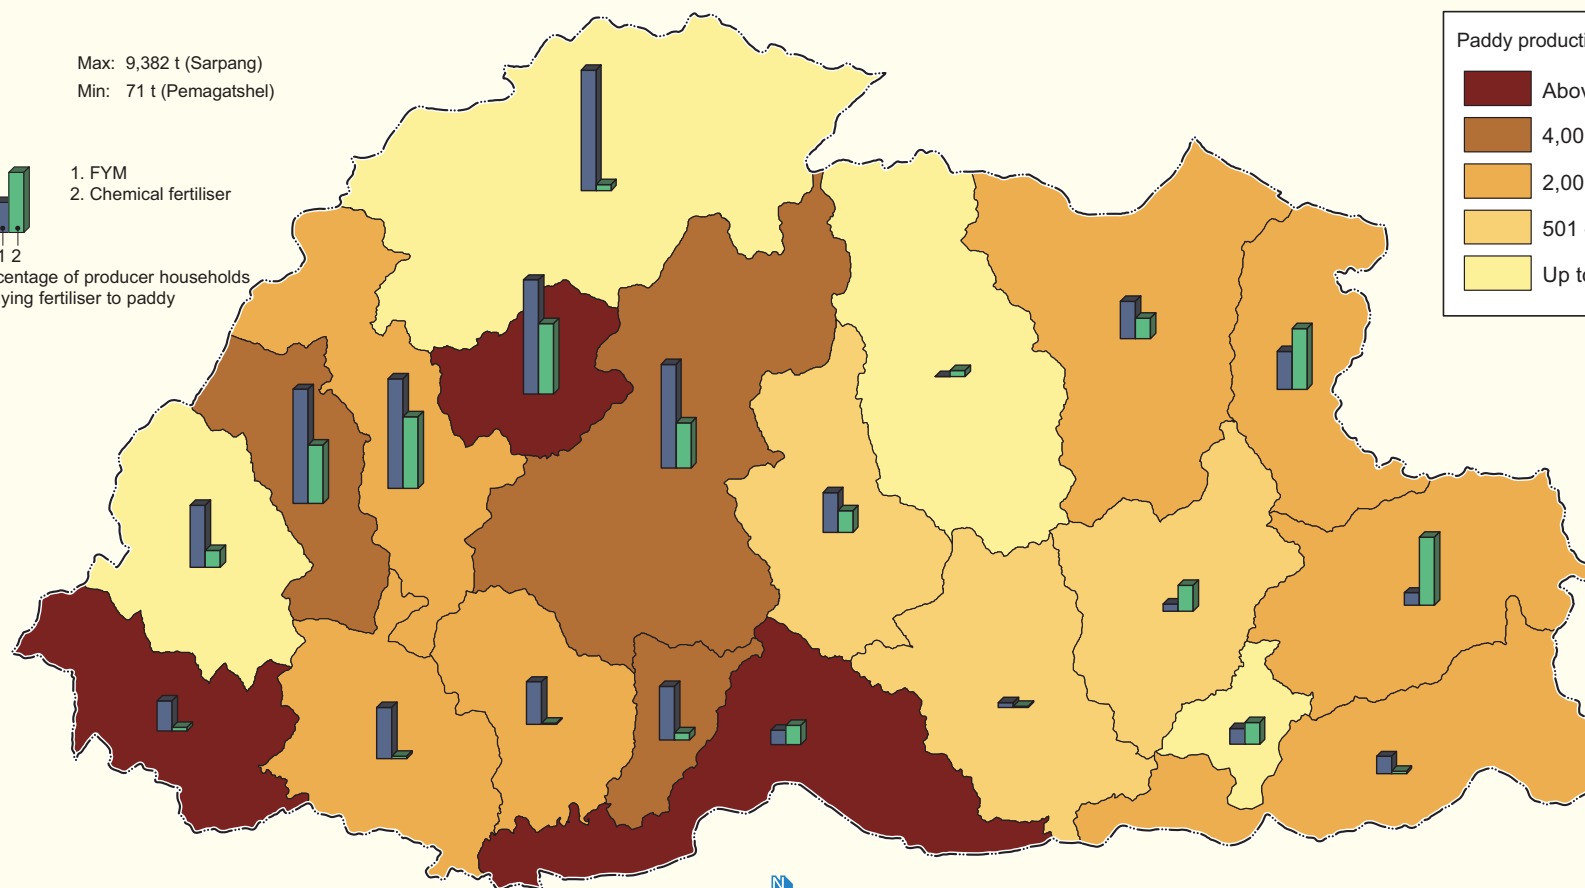 Max: 9,382 t (Sarpang)
Min: 71 t (Pemagatshel)
1. FYM
2. Chemical fertiliser
1 2
centage of producer households
ying fertiliser to paddy
Paddy producti
Abov
4,00
2,00
501
Up to
N